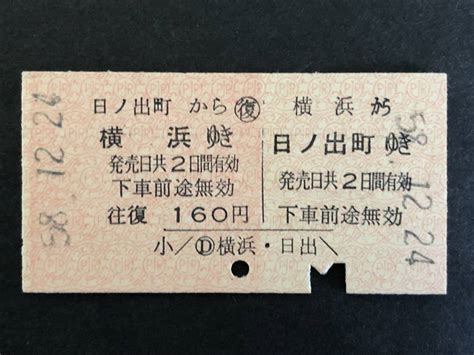 58.12.24
日ノ出町 から
横浜 ゆき
発売日共2日間有効
下車前途無効
往復 160円
㊝
横浜 から
日ノ出町 ゆき
発売日共2日間有効
下車前途無効
小/Ⓓ横浜・日出\
58.12.24